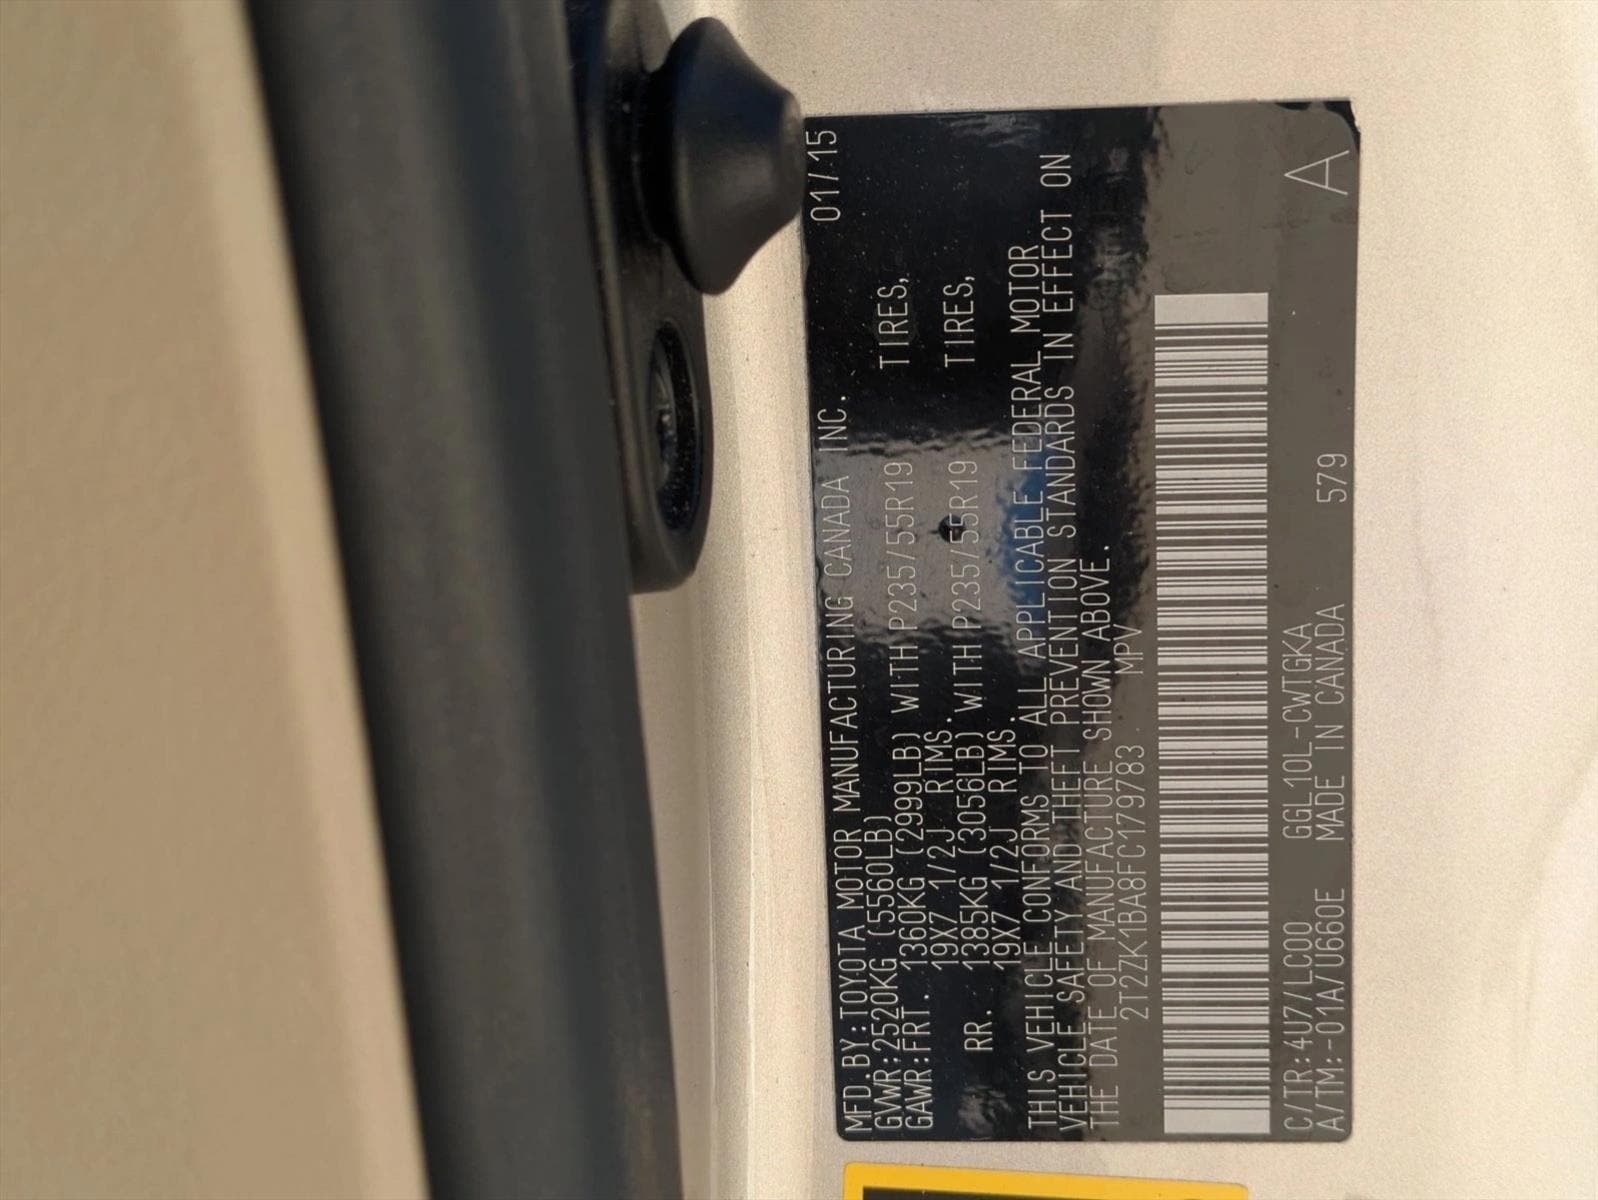 MFD.BY:TOYOTA MOTOR MANUFACTURING CANADA INC. 01/15
GVWR:2520KG (5560LB)
GAWR:FRT. 1360KG (2999LB) WITH P235/55R19 TIRES,
19X7 1/2J RIMS.
RR. 1385KG (3056LB) WITH P235/55R19 TIRES,
19X7 1/2J RIMS.
THIS VEHICLE CONFORMS TO ALL APPLICABLE FEDERAL MOTOR
VEHICLE SAFETY AND THEFT PREVENTION STANDARDS IN EFFECT ON
THE DATE OF MANUFACTURE SHOWN ABOVE.
2T2ZK1BA8FC179783 MPV
C/TR:4U7/LC00 GGL10L-CWTGKA
A/TM:-01A/U660E MADE IN CANADA 579 A